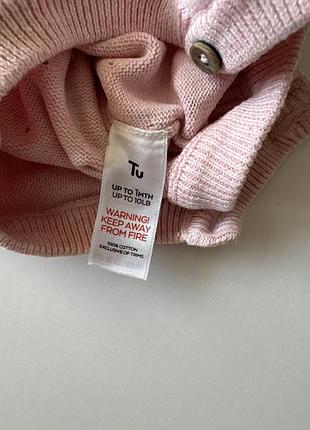 Tu
UP TO 1MTH
UP TO 10LB
WARNING!
KEEP AWAY
FROM FIRE
100% COTTON
EXCLUSIVE OF TRIMS